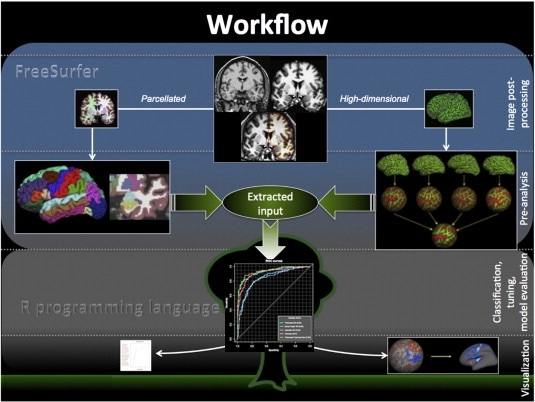 Workflow
FreeSurfer
Parcellated
High-dimensional
Image post-
processing
Extracted
input
Pre-analysis
R programming language
Classification,
tuning,
model evaluation
Visualization